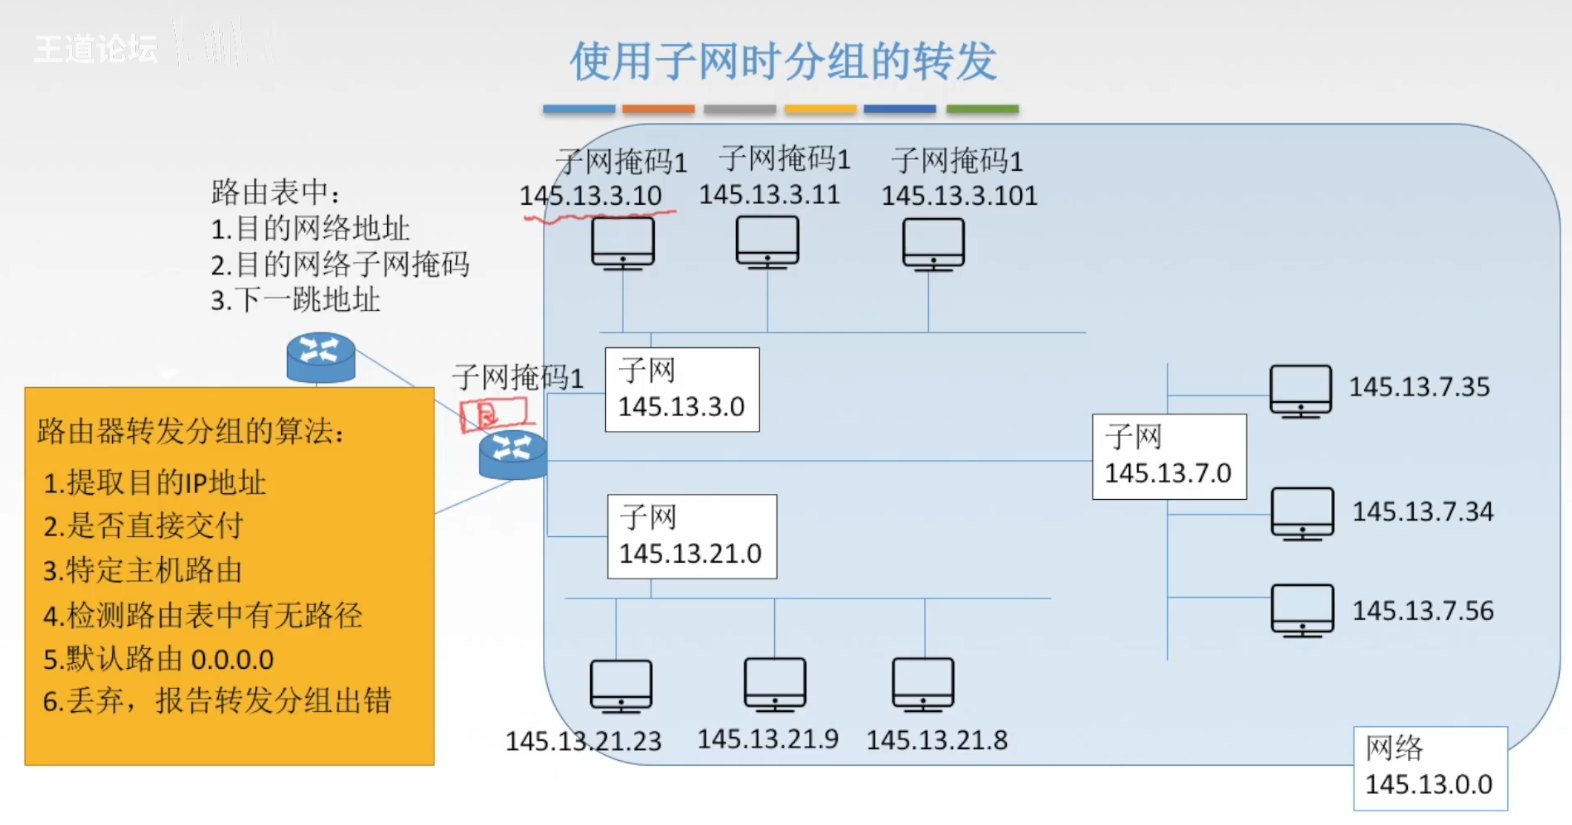 王道论坛
使用子网时分组的转发
子网掩码1
子网掩码1
子网掩码1
145.13.3.10
145.13.3.11
145.13.3.101
路由表中：
1.目的网络地址
2.目的网络子网掩码
3.下一跳地址
子网掩码1
子网
145.13.3.0
145.13.7.35
子网
145.13.7.0
路由器转发分组的算法：
1.提取目的IP地址
2.是否直接交付
3.特定主机路由
4.检测路由表中有无路径
5.默认路由 0.0.0.0
6.丢弃，报告转发分组出错
子网
145.13.21.0
145.13.7.34
145.13.7.56
145.13.21.23
145.13.21.9
145.13.21.8
网络
145.13.0.0